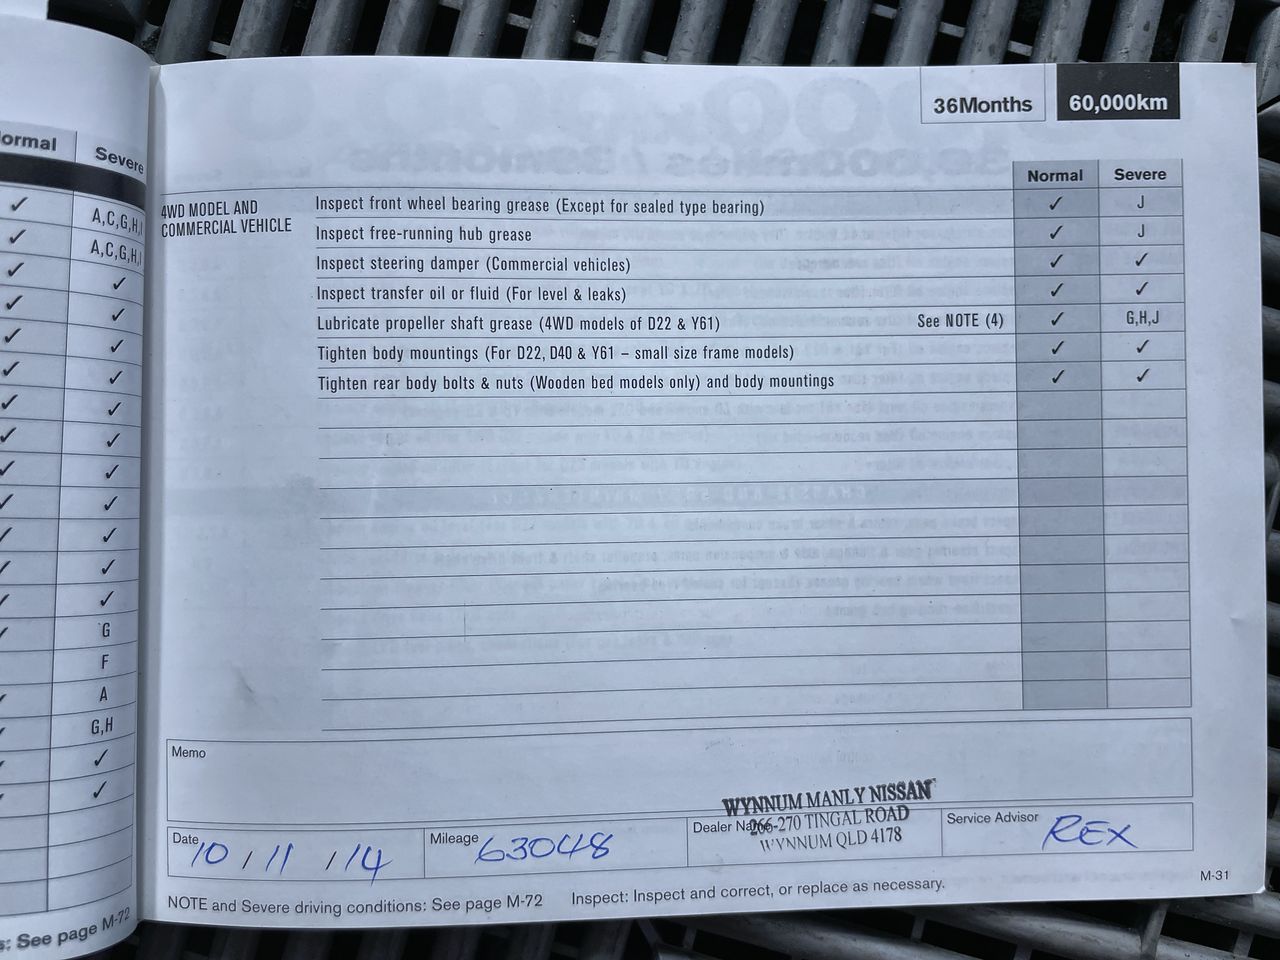 ormal Severe
✓ A,C,G,H,I
✓ A,C,G,H,I
✓ ✓
✓ ✓
✓ ✓
✓ ✓
✓ ✓
✓ ✓
✓ ✓
✓ ✓
✓ ✓
✓ ✓
✓ ✓
✓ G
F
✓ A
✓ G,H
✓ ✓
✓ ✓
s: See page M-72
36Months 60,000km
Normal Severe
4WD MODEL AND
COMMERCIAL VEHICLE
Inspect front wheel bearing grease (Except for sealed type bearing) ✓ J
Inspect free-running hub grease ✓ J
Inspect steering damper (Commercial vehicles) ✓ ✓
Inspect transfer oil or fluid (For level & leaks) ✓ ✓
Lubricate propeller shaft grease (4WD models of D22 & Y61) See NOTE (4) ✓ G,H,J
Tighten body mountings (For D22, D40 & Y61 – small size frame models) ✓ ✓
Tighten rear body bolts & nuts (Wooden bed models only) and body mountings ✓ ✓
Memo
Date 10 / 11 / 14
Mileage 63048
Dealer Name
WYNNUM MANLY NISSAN
266-270 TINGAL ROAD
WYNNUM QLD 4178
Service Advisor REX
M-31
NOTE and Severe driving conditions: See page M-72 Inspect: Inspect and correct, or replace as necessary.